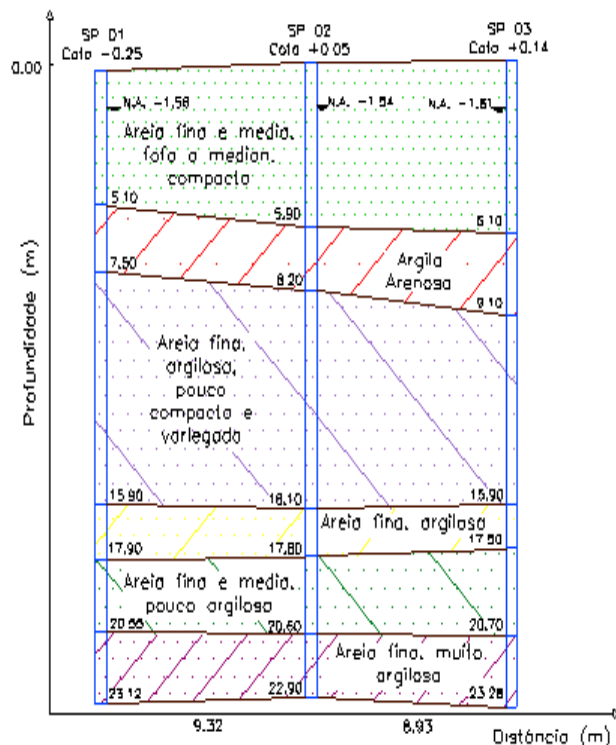 SP 01
Cota -0.25
SP 02
Cota +0.05
SP 03
Cota +0.14
0.00
N.A. -1.58
N.A. -1.54
N.A. -1.61
Areia fina e media,
fofa a median.
compacta
5.10
5.90
6.10
Argila
Arenosa
7.50
8.20
9.10
Areia fina,
argilosa,
pouco
compacta e
variegada
15.90
16.10
15.90
Areia fina, argilosa
17.90
17.80
17.50
Areia fina e media,
pouco argilosa
20.55
20.60
20.70
Areia fina, muito
argilosa
23.12
22.90
23.28
9.32
8.93
Distância (m)
Profundidade (m)